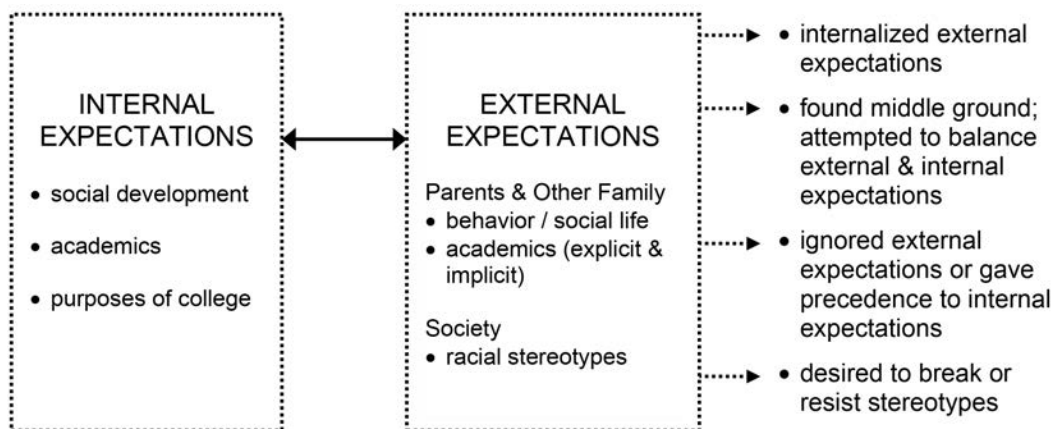 INTERNAL
EXPECTATIONS
• social development
• academics
• purposes of college
EXTERNAL
EXPECTATIONS
Parents & Other Family
• behavior / social life
• academics (explicit &
implicit)
Society
• racial stereotypes
• internalized external
expectations
• found middle ground;
attempted to balance
external & internal
expectations
• ignored external
expectations or gave
precedence to internal
expectations
• desired to break or
resist stereotypes